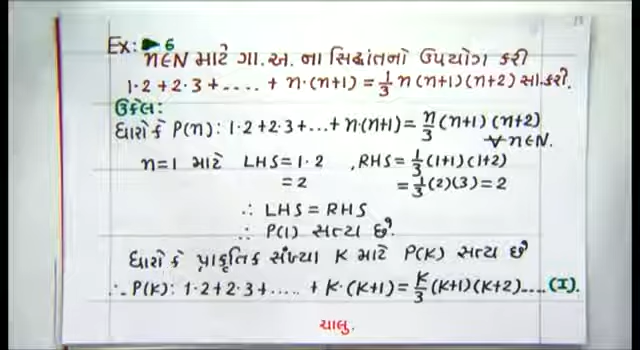 Ex: ▶ 6
n∈N માટે ગા.અ. ના સિદ્ધાંતનો ઉપયોગ કરી
1·2 + 2·3 + ..... + n·(n+1) = 1/3 n (n+1) (n+2) સા.કરો.
ઉકેલ:
ધારો કે P(n): 1·2 + 2·3 + ... + n·(n+1) = n/3 (n+1) (n+2)
∀ n∈N.
n=1 માટે LHS = 1·2 , RHS = 1/3 (1+1) (1+2)
= 2 = 1/3 (2) (3) = 2
∴ LHS = RHS
∴ P(1) સત્ય છે.
ધારો કે પ્રાકૃતિક સંખ્યા K માટે P(K) સત્ય છે
∴ P(K): 1·2 + 2·3 + ..... + K·(K+1) = K/3 (K+1) (K+2) .... (I).
ચાલુ.